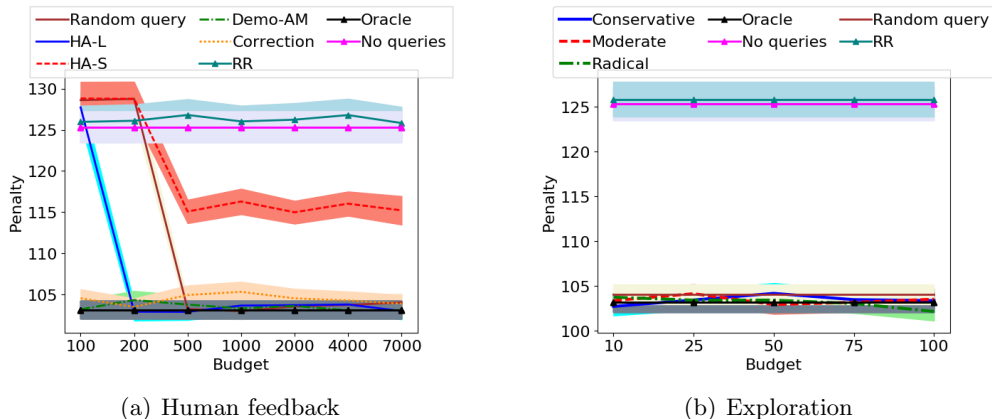 Random query Demo-AM Oracle
HA-L Correction No queries
HA-S RR
130
125
120
115
110
105
Penalty
100 200 500 1000 2000 4000 7000
Budget
(a) Human feedback
Conservative Oracle Random query
Moderate No queries RR
Radical
125
120
115
110
105
100
Penalty
10 25 50 75 100
Budget
(b) Exploration